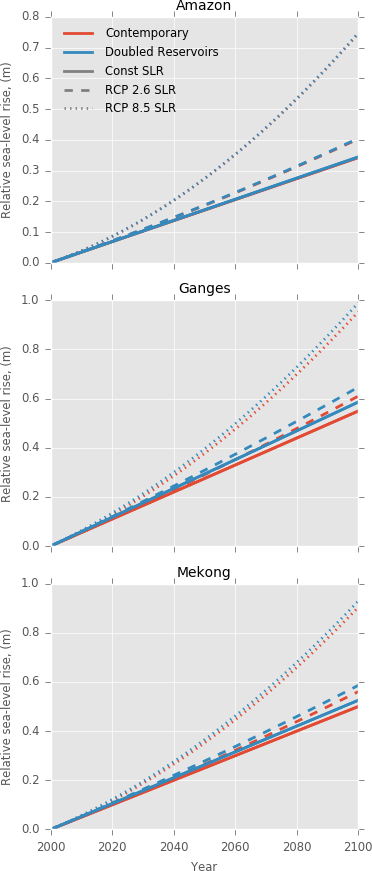 Amazon
0.8
0.7
0.6
0.5
0.4
0.3
0.2
0.1
0.0
Relative sea-level rise, (m)
Contemporary
Doubled Reservoirs
Const SLR
RCP 2.6 SLR
RCP 8.5 SLR
Ganges
1.0
0.8
0.6
0.4
0.2
0.0
Relative sea-level rise, (m)
Mekong
1.0
0.8
0.6
0.4
0.2
0.0
Relative sea-level rise, (m)
2000 2020 2040 2060 2080 2100
Year